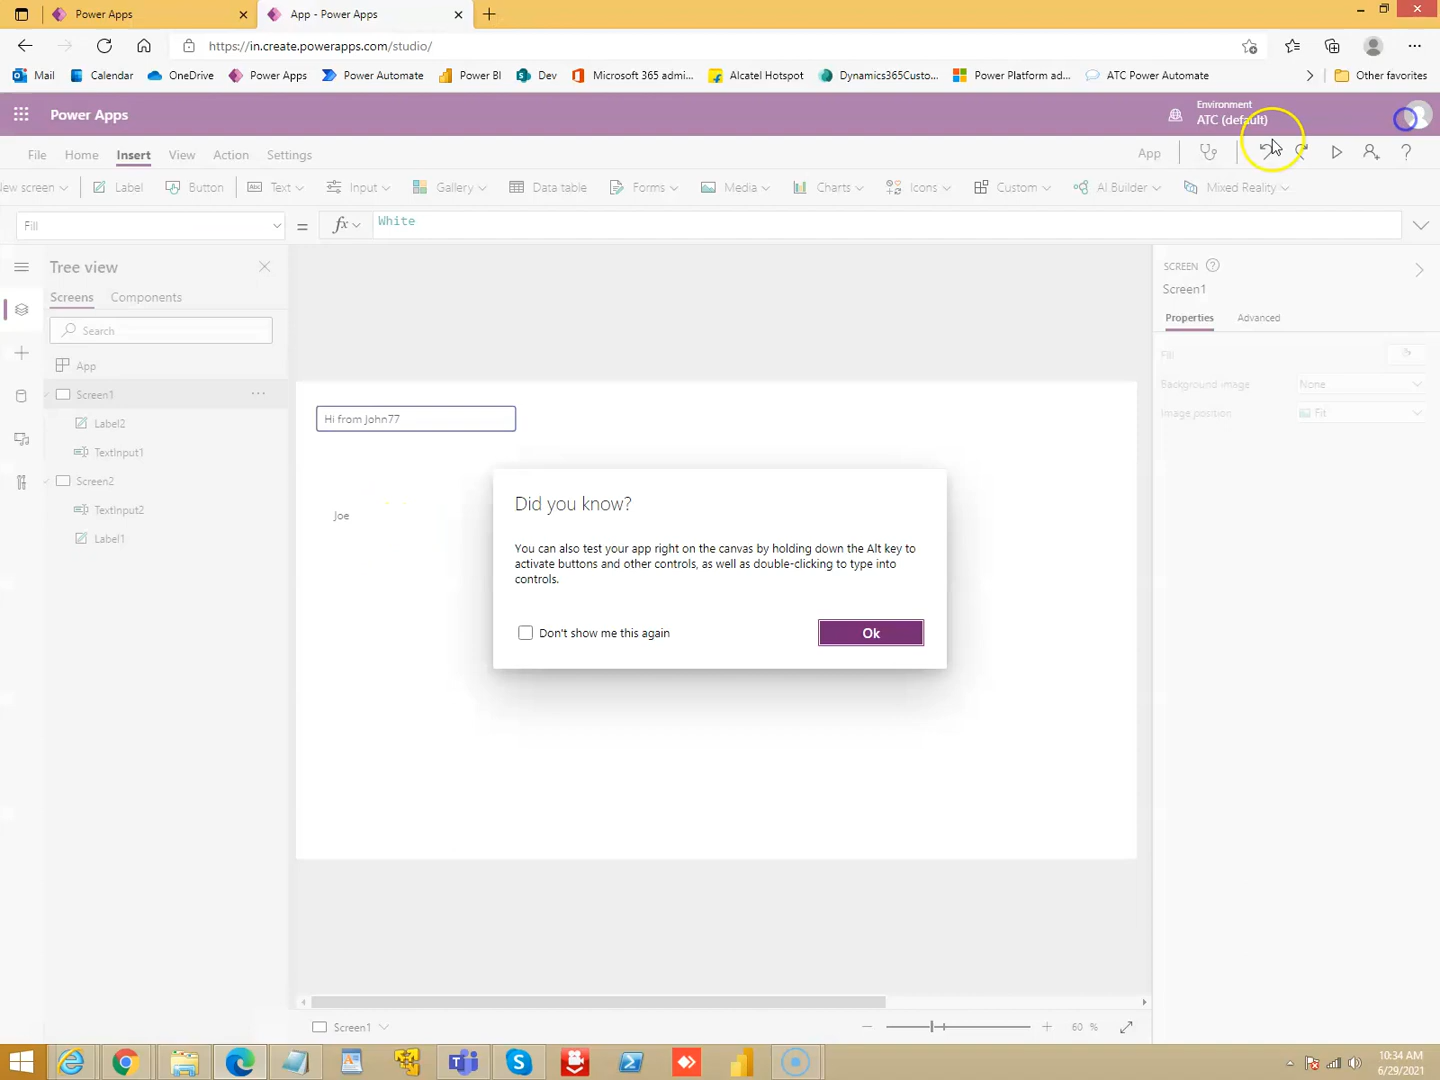 Power Apps
App - Power Apps
https://in.create.powerapps.com/studio/
Mail
Calendar
OneDrive
Power Apps
Power Automate
Power BI
Dev
Microsoft 365 admi...
Alcatel Hotspot
Dynamics365Custo...
Power Platform ad...
ATC Power Automate
Other favorites
Power Apps
Environment
ATC (default)
File
Home
Insert
View
Action
Settings
App
New screen
Label
Button
Text
Input
Gallery
Data table
Forms
Media
Charts
Icons
Custom
AI Builder
Mixed Reality
Fill
=
fx
White
Tree view
Screens
Components
Search
App
Screen1
Label2
TextInput1
Screen2
TextInput2
Label1
Hi from John77
Joe
Did you know?
You can also test your app right on the canvas by holding down the Alt key to
activate buttons and other controls, as well as double-clicking to type into
controls.
Don't show me this again
Ok
SCREEN
Screen1
Properties
Advanced
Fill
Background image
None
Image position
Fit
Screen1
60 %
10:34 AM
6/29/2021